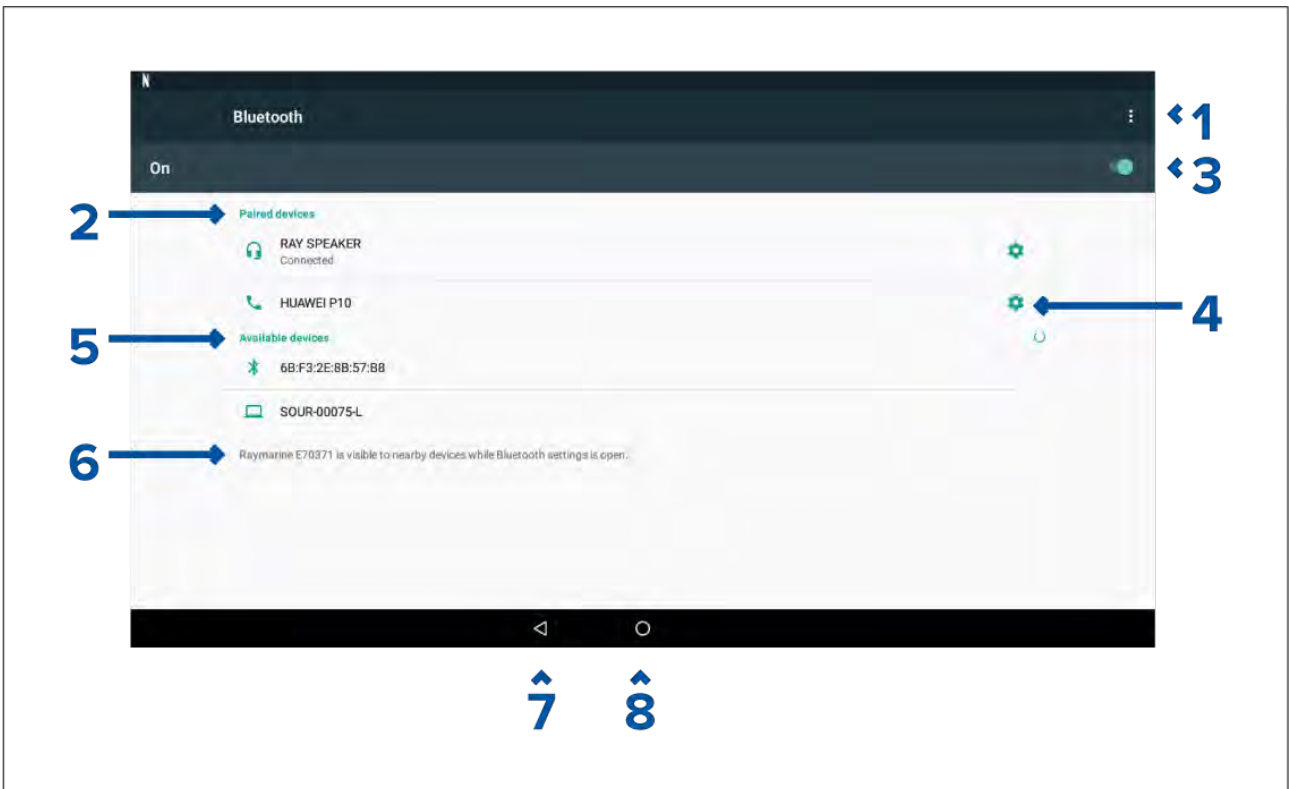 N
Bluetooth
1
On
3
2
Paired devices
RAY SPEAKER
Connected
HUAWEI P10
4
5
Available devices
6B:F3:2E:8B:57:B8
SOUR-00075-L
6
Raymarine E70371 is visible to nearby devices while Bluetooth settings is open.
7
8